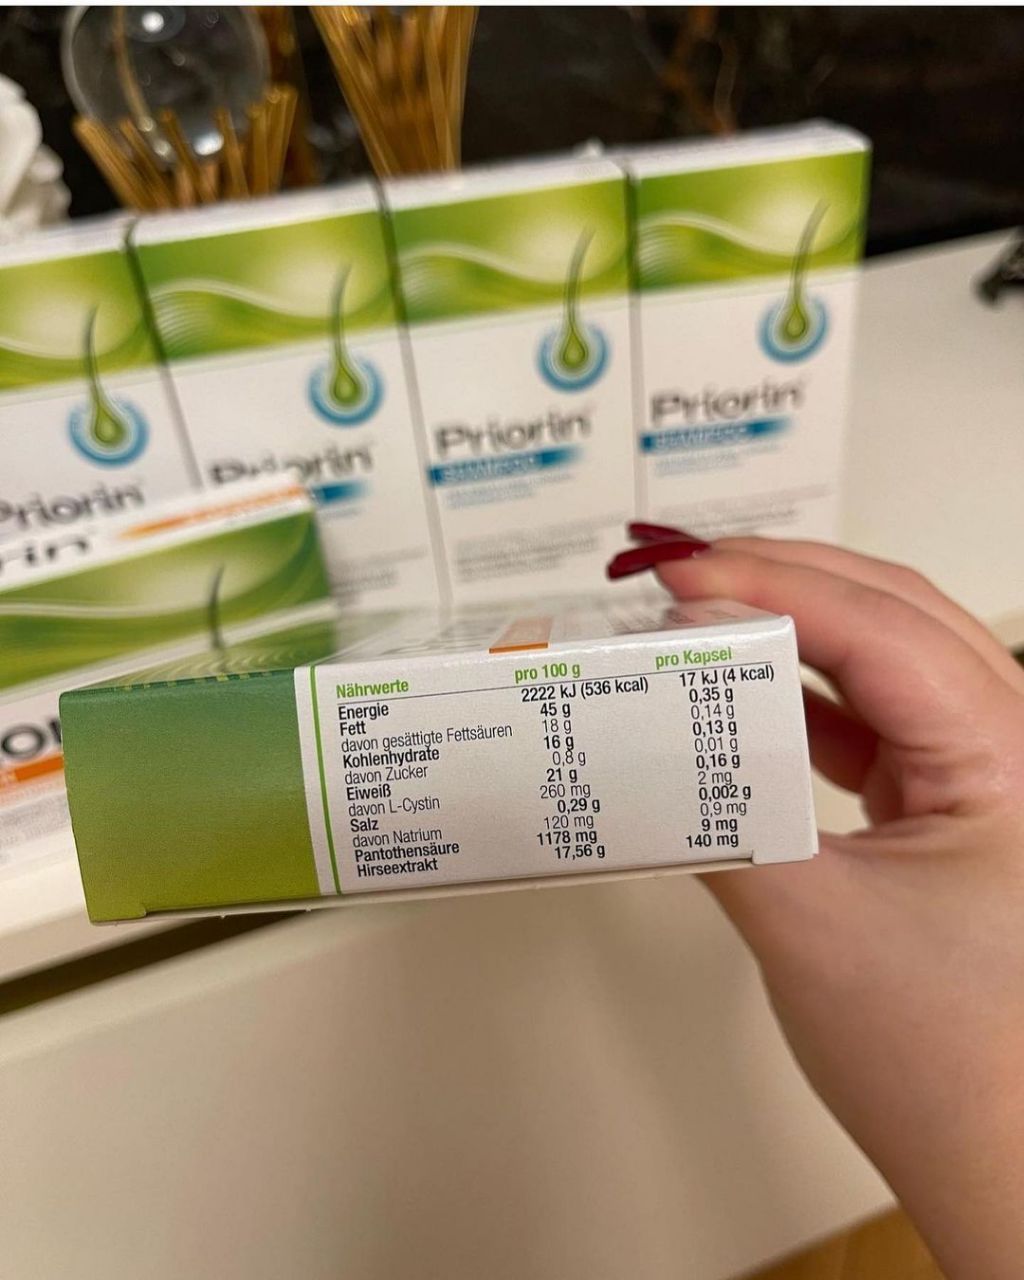 Priorin
Priorin
SHAMPOO
Priorin
SHAMPOO
Priorin
Nährwerte pro 100 g pro Kapsel
Energie 2222 kJ (536 kcal) 17 kJ (4 kcal)
Fett 45 g 0,35 g
davon gesättigte Fettsäuren 18 g 0,14 g
Kohlenhydrate 16 g 0,13 g
davon Zucker 0,8 g 0,01 g
Eiweiß 21 g 0,16 g
davon L-Cystin 260 mg 2 mg
Salz 0,29 g 0,002 g
davon Natrium 120 mg 0,9 mg
Pantothensäure 1178 mg 9 mg
Hirseextrakt 17,56 g 140 mg